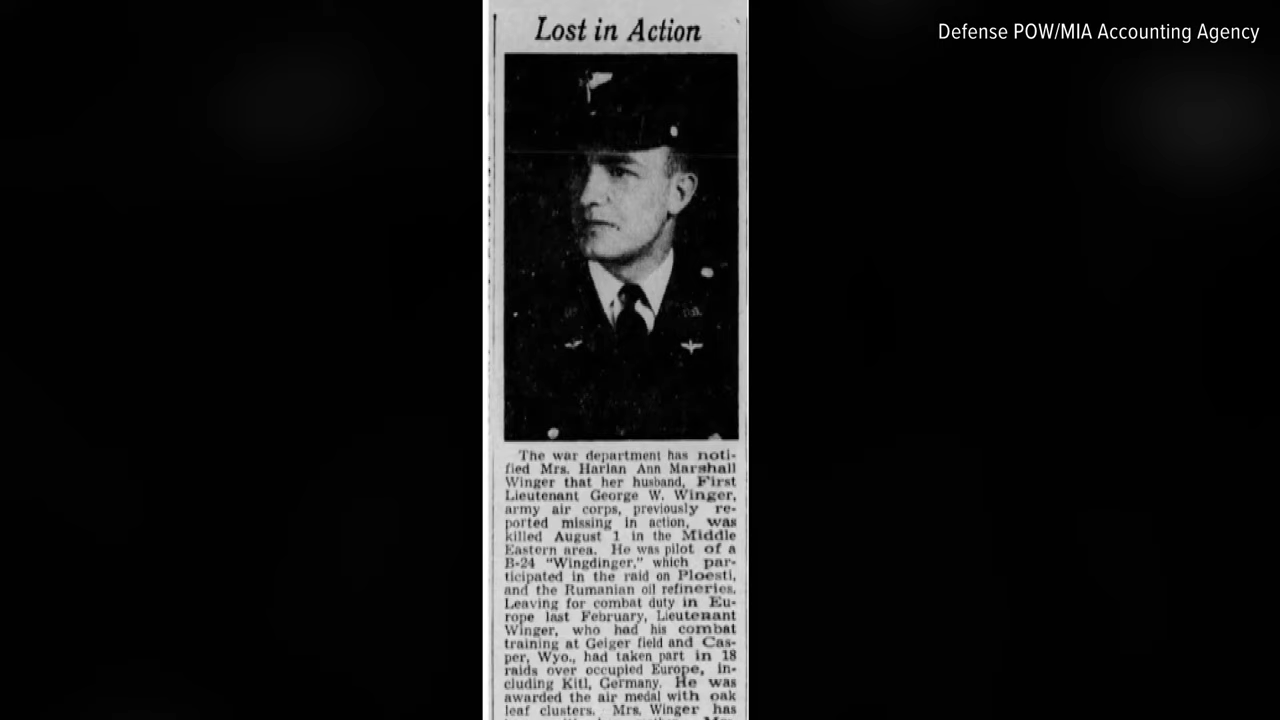 Lost in Action
Defense POW/MIA Accounting Agency
The war department has noti-
fied Mrs. Harlan Ann Marshall
Winger that her husband, First
Lieutenant George W. Winger,
army air corps, previously re-
ported missing in action, was
killed August 1 in the Middle
Eastern area. He was pilot of a
B-24 "Wingdinger," which par-
ticipated in the raid on Ploesti,
and the Rumanian oil refineries.
Leaving for combat duty in Eu-
rope last February, Lieutenant
Winger, who had his combat
training at Geiger field and Cas-
per, Wyo., had taken part in 18
raids over occupied Europe, in-
cluding Kitl, Germany. He was
awarded the air medal with oak
leaf clusters. Mrs. Winger has